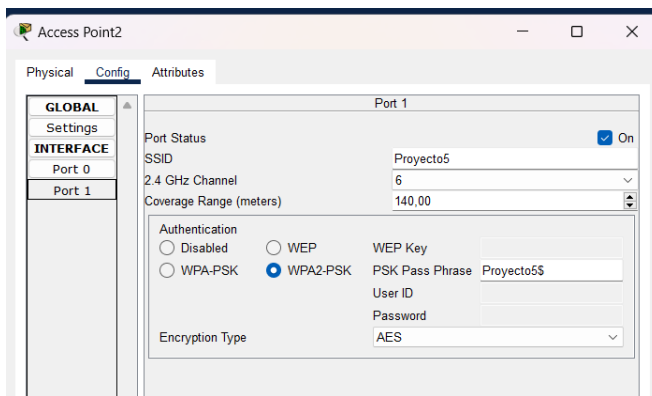 Access Point2
Physical Config Attributes
GLOBAL
Settings
INTERFACE
Port 0
Port 1
Port 1
Port Status On
SSID Proyecto5
2.4 GHz Channel 6
Coverage Range (meters) 140,00
Authentication
Disabled WEP WEP Key
WPA-PSK WPA2-PSK PSK Pass Phrase Proyecto5$
User ID
Password
Encryption Type AES